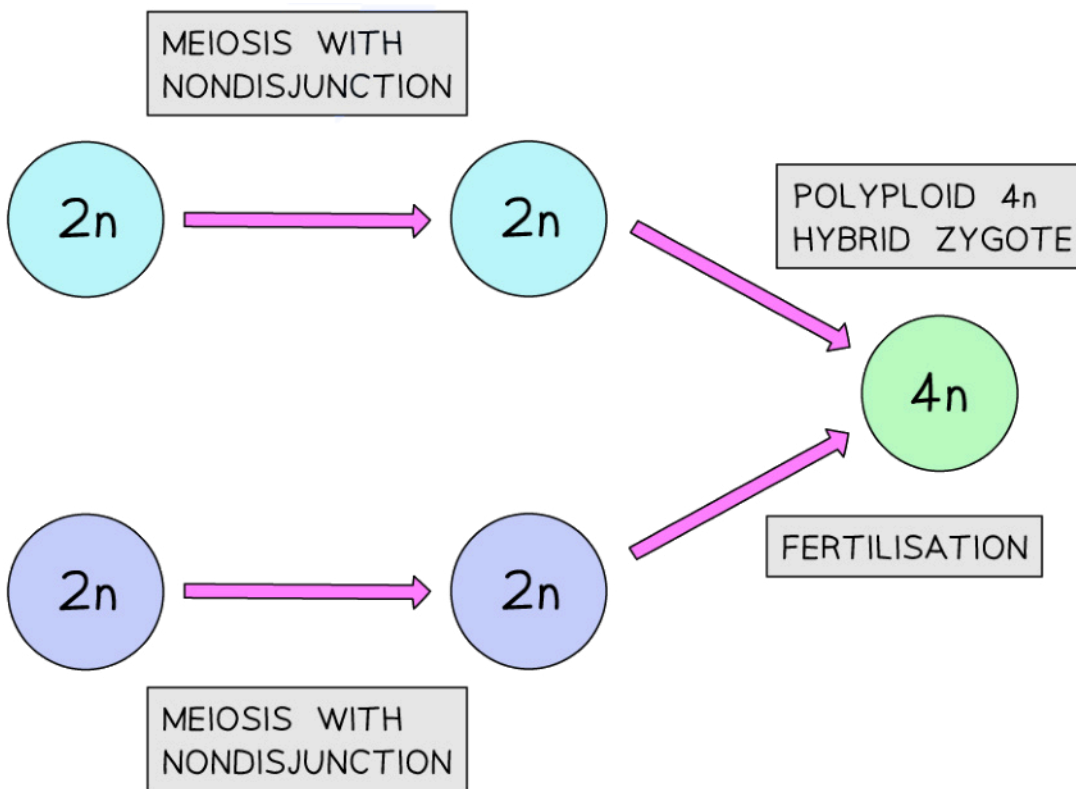 MEIOSIS WITH
NONDISJUNCTION
2n
2n
POLYPLOID 4n
HYBRID ZYGOTE
4n
FERTILISATION
2n
2n
MEIOSIS WITH
NONDISJUNCTION